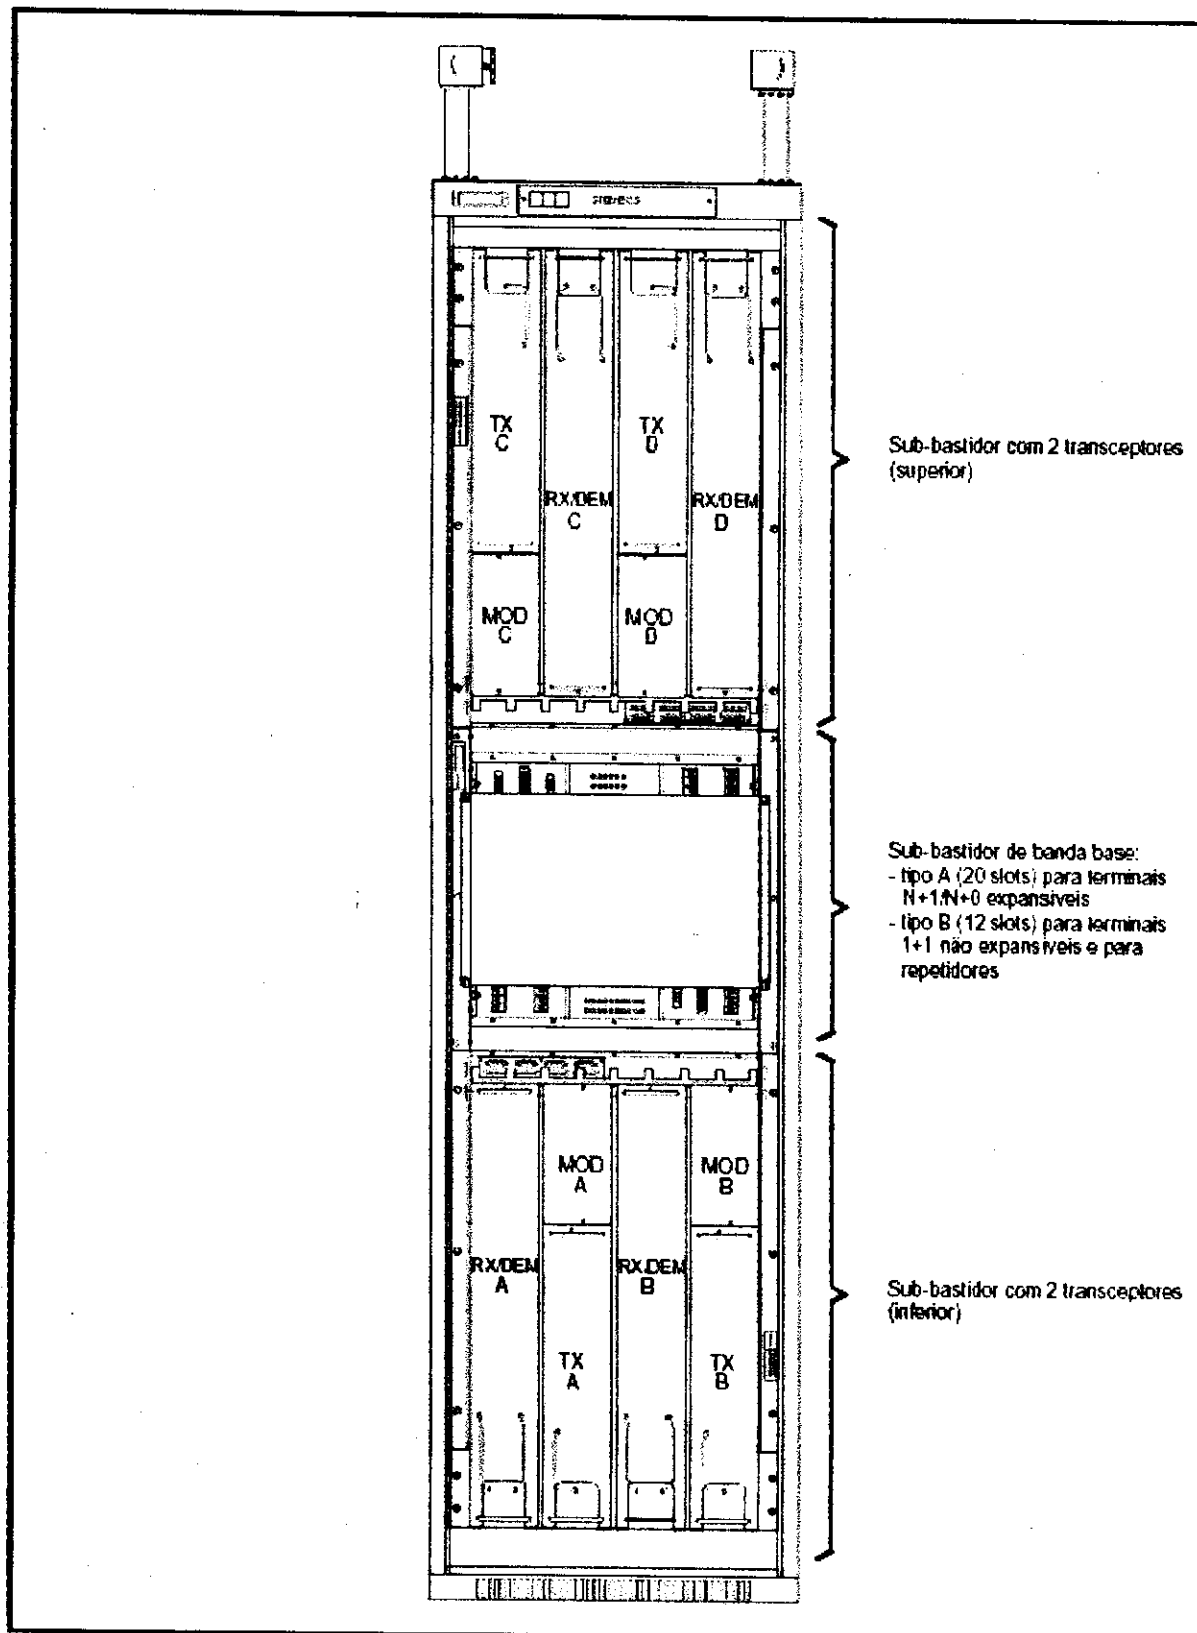 SIEMENS
TX
C
TX
D
RX/DEM
C
RX/DEM
D
MOD
C
MOD
D
Sub-bastidor com 2 transceptores
(superior)
Sub-bastidor de banda base:
- tipo A (20 slots) para terminais
N+1/N+0 expansíveis
- tipo B (12 slots) para terminais
1+1 não expansíveis e para
repetidores
MOD
A
MOD
B
RX/DEM
A
RX/DEM
B
TX
A
TX
B
Sub-bastidor com 2 transceptores
(inferior)